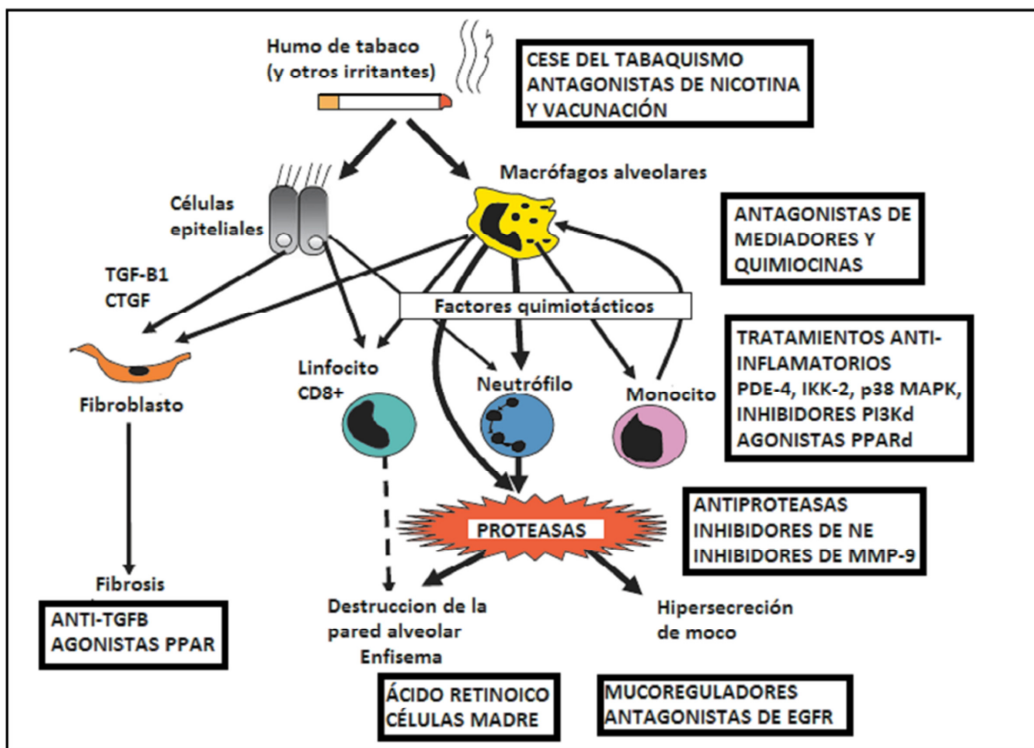 Humo de tabaco
(y otros irritantes)
CESE DEL TABAQUISMO
ANTAGONISTAS DE NICOTINA
Y VACUNACIÓN
Células
epiteliales
Macrófagos alveolares
ANTAGONISTAS DE
MEDIADORES Y
QUIMIOCINAS
TGF-B1
CTGF
Factores quimiotácticos
Fibroblasto
Linfocito
CD8+
Neutrófilo
Monocito
TRATAMIENTOS ANTI-
INFLAMATORIOS
PDE-4, IKK-2, p38 MAPK,
INHIBIDORES PI3Kd
AGONISTAS PPARd
PROTEASAS
ANTIPROTEASAS
INHIBIDORES DE NE
INHIBIDORES DE MMP-9
Fibrosis
ANTI-TGFB
AGONISTAS PPAR
Destruccion de la
pared alveolar
Enfisema
Hipersecreción
de moco
ÁCIDO RETINOICO
CÉLULAS MADRE
MUCOREGULADORES
ANTAGONISTAS DE EGFR